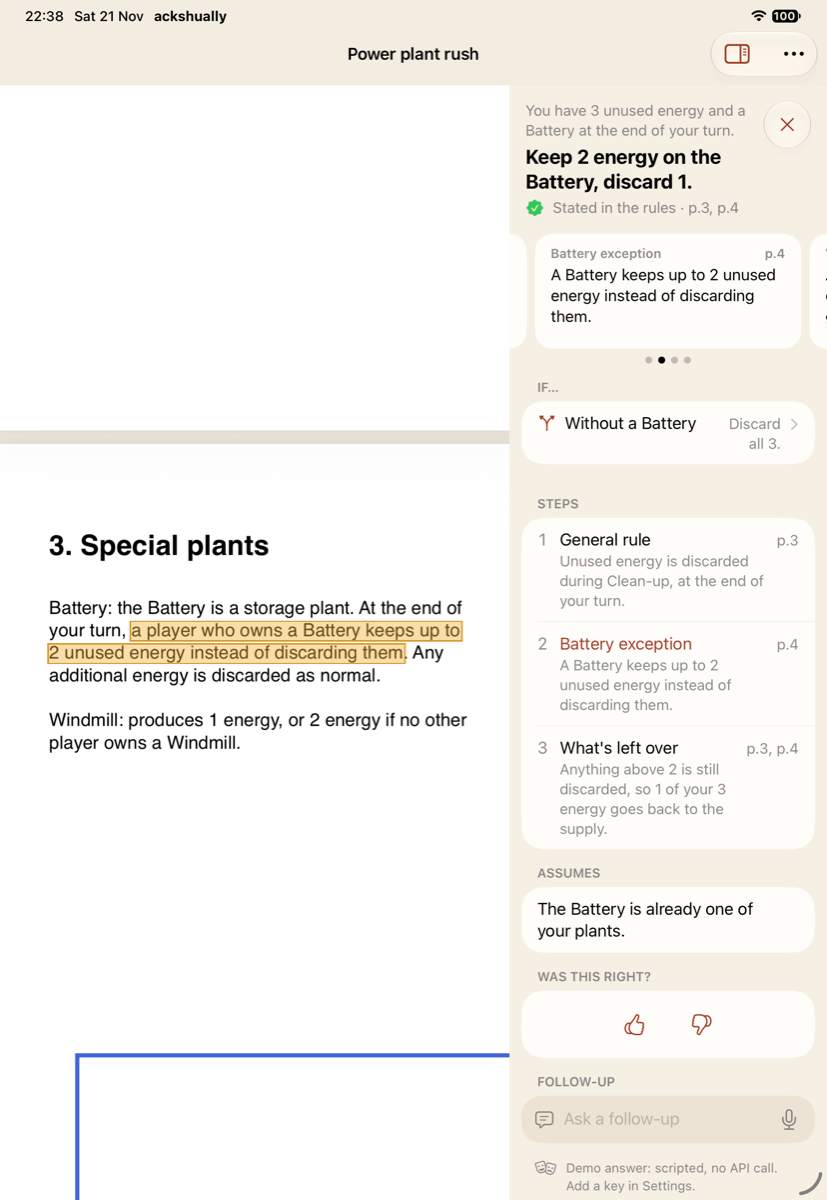 22:38 Sat 21 Nov ackshually
100
Power plant rush
3. Special plants
Battery: the Battery is a storage plant. At the end of
your turn, a player who owns a Battery keeps up to
2 unused energy instead of discarding them. Any
additional energy is discarded as normal.
Windmill: produces 1 energy, or 2 energy if no other
player owns a Windmill.
You have 3 unused energy and a
Battery at the end of your turn.
Keep 2 energy on the
Battery, discard 1.
Stated in the rules · p.3, p.4
Battery exception p.4
A Battery keeps up to 2 unused
energy instead of discarding
them.
IF...
Without a Battery Discard
all 3.
STEPS
1 General rule p.3
Unused energy is discarded
during Clean-up, at the end of
your turn.
2 Battery exception p.4
A Battery keeps up to 2
unused energy instead of
discarding them.
3 What's left over p.3, p.4
Anything above 2 is still
discarded, so 1 of your 3
energy goes back to the
supply.
ASSUMES
The Battery is already one of
your plants.
WAS THIS RIGHT?
FOLLOW-UP
Ask a follow-up
Demo answer: scripted, no API call.
Add a key in Settings.